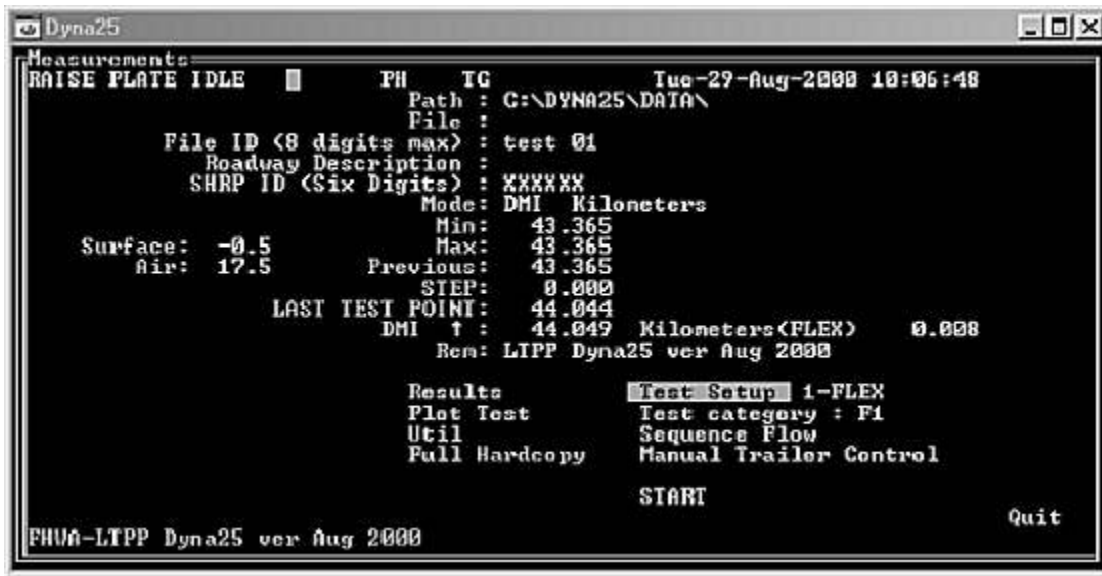 Dyna25
Measurements
RAISE PLATE IDLE PH TG Tue-29-Aug-2000 10:06:48
Path : C:\DYNA25\DATA\
File :
File ID (8 digits max) : test 01
Roadway Description :
SHRP ID (Six Digits) : XXXXXX
Mode: DMI Kilometers
Min: 43.365
Surface: -0.5 Max: 43.365
Air: 17.5 Previous: 43.365
STEP: 0.000
LAST TEST POINT: 44.044
DMI ↑ : 44.049 Kilometers(FLEX) 0.008
Rem: LTPP Dyna25 ver Aug 2000
Results Test Setup 1-FLEX
Plot Test Test category : F1
Util Sequence Flow
Full Hardcopy Manual Trailer Control
START
Quit
FHWA-LTPP Dyna25 ver Aug 2000